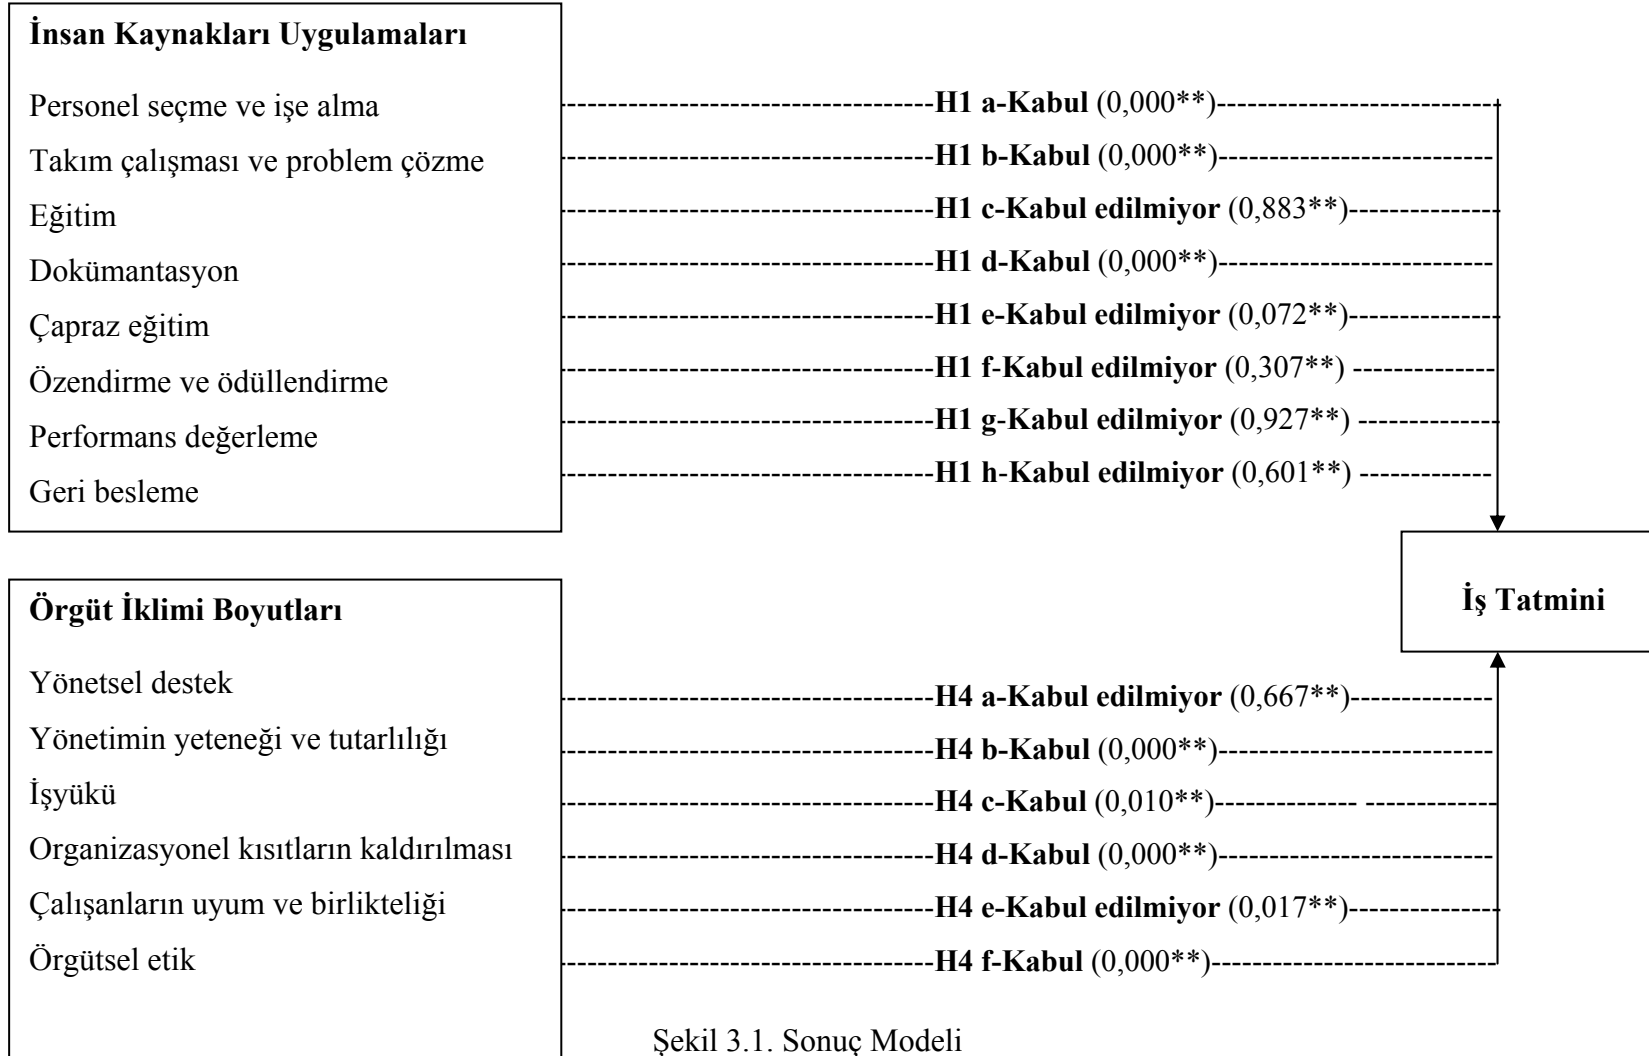 İnsan Kaynakları Uygulamaları
Personel seçme ve işe alma
Takım çalışması ve problem çözme
Eğitim
Dokümantasyon
Çapraz eğitim
Özendirme ve ödüllendirme
Performans değerleme
Geri besleme
H1 a-Kabul (0,000**)
H1 b-Kabul (0,000**)
H1 c-Kabul edilmiyor (0,883**)
H1 d-Kabul (0,000**)
H1 e-Kabul edilmiyor (0,072**)
H1 f-Kabul edilmiyor (0,307**)
H1 g-Kabul edilmiyor (0,927**)
H1 h-Kabul edilmiyor (0,601**)
İş Tatmini
Örgüt İklimi Boyutları
Yönetsel destek
Yönetimin yeteneği ve tutarlılığı
İşyükü
Organizasyonel kısıtların kaldırılması
Çalışanların uyum ve birlikteliği
Örgütsel etik
H4 a-Kabul edilmiyor (0,667**)
H4 b-Kabul (0,000**)
H4 c-Kabul (0,010**)
H4 d-Kabul (0,000**)
H4 e-Kabul edilmiyor (0,017**)
H4 f-Kabul (0,000**)
Şekil 3.1. Sonuç Modeli